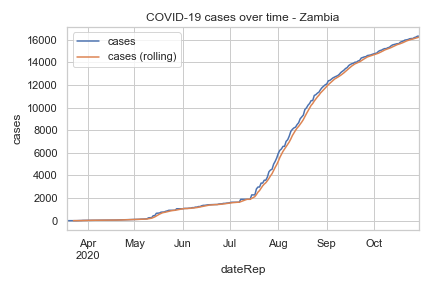 COVID-19 cases over time - Zambia
cases
cases (rolling)
cases
16000
14000
12000
10000
8000
6000
4000
2000
0
Apr May Jun Jul Aug Sep Oct
2020
dateRep